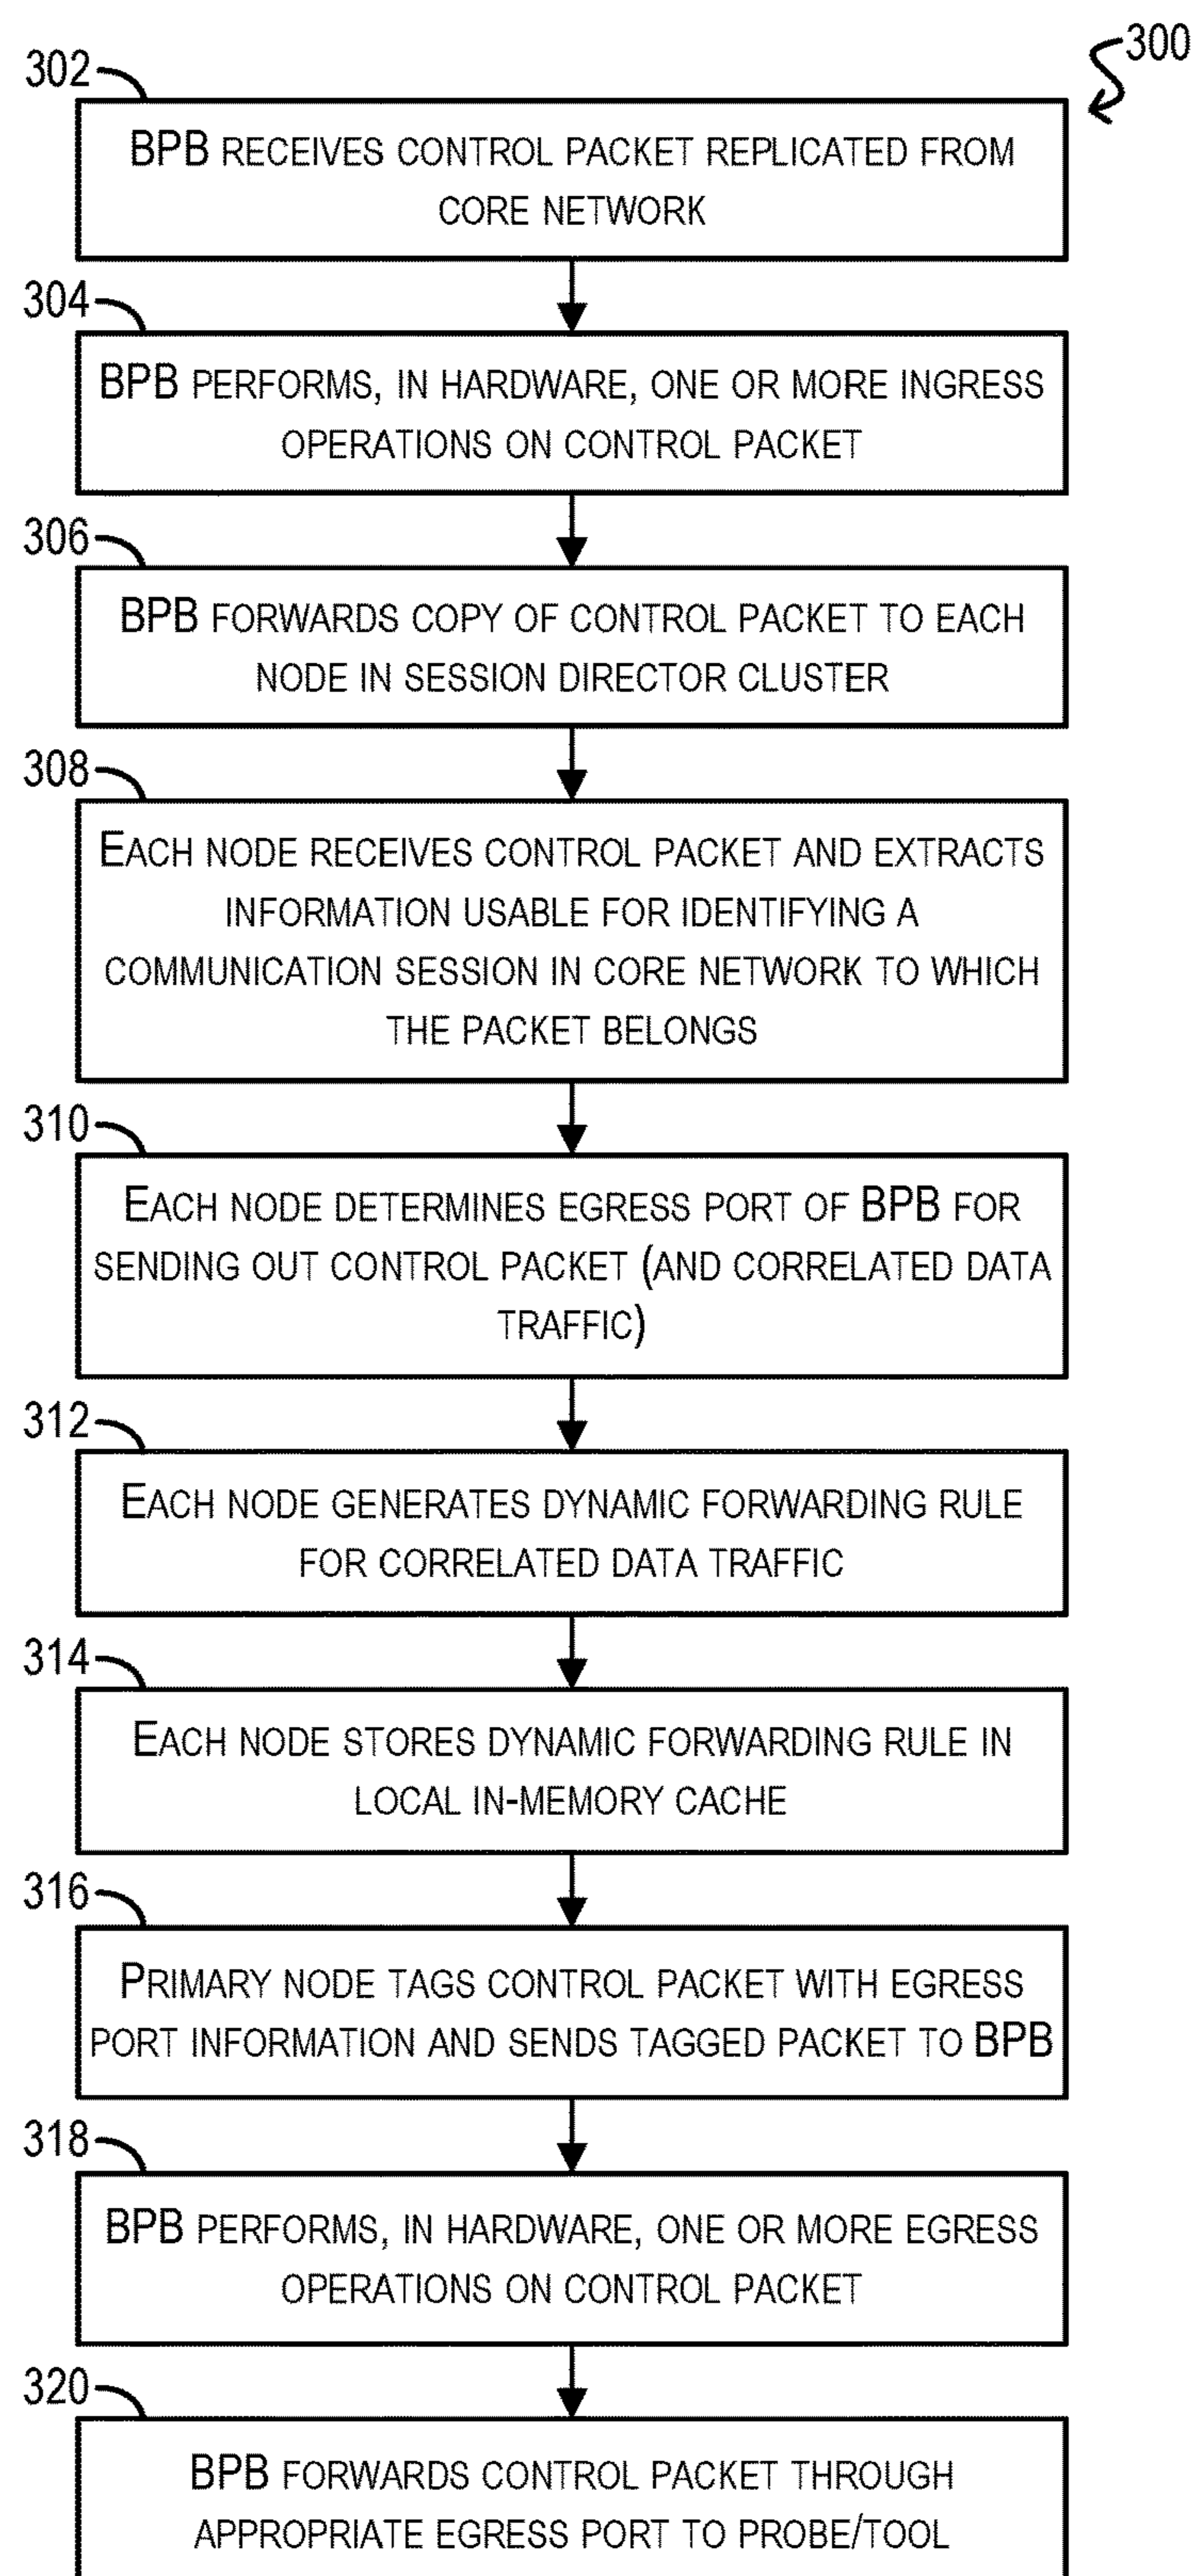 300
302
BPB RECEIVES CONTROL PACKET REPLICATED FROM
CORE NETWORK
304
BPB PERFORMS, IN HARDWARE, ONE OR MORE INGRESS
OPERATIONS ON CONTROL PACKET
306
BPB FORWARDS COPY OF CONTROL PACKET TO EACH
NODE IN SESSION DIRECTOR CLUSTER
308
EACH NODE RECEIVES CONTROL PACKET AND EXTRACTS
INFORMATION USABLE FOR IDENTIFYING A
COMMUNICATION SESSION IN CORE NETWORK TO WHICH
THE PACKET BELONGS
310
EACH NODE DETERMINES EGRESS PORT OF BPB FOR
SENDING OUT CONTROL PACKET (AND CORRELATED DATA
TRAFFIC)
312
EACH NODE GENERATES DYNAMIC FORWARDING RULE
FOR CORRELATED DATA TRAFFIC
314
EACH NODE STORES DYNAMIC FORWARDING RULE IN
LOCAL IN-MEMORY CACHE
316
PRIMARY NODE TAGS CONTROL PACKET WITH EGRESS
PORT INFORMATION AND SENDS TAGGED PACKET TO BPB
318
BPB PERFORMS, IN HARDWARE, ONE OR MORE EGRESS
OPERATIONS ON CONTROL PACKET
320
BPB FORWARDS CONTROL PACKET THROUGH
APPROPRIATE EGRESS PORT TO PROBE/TOOL